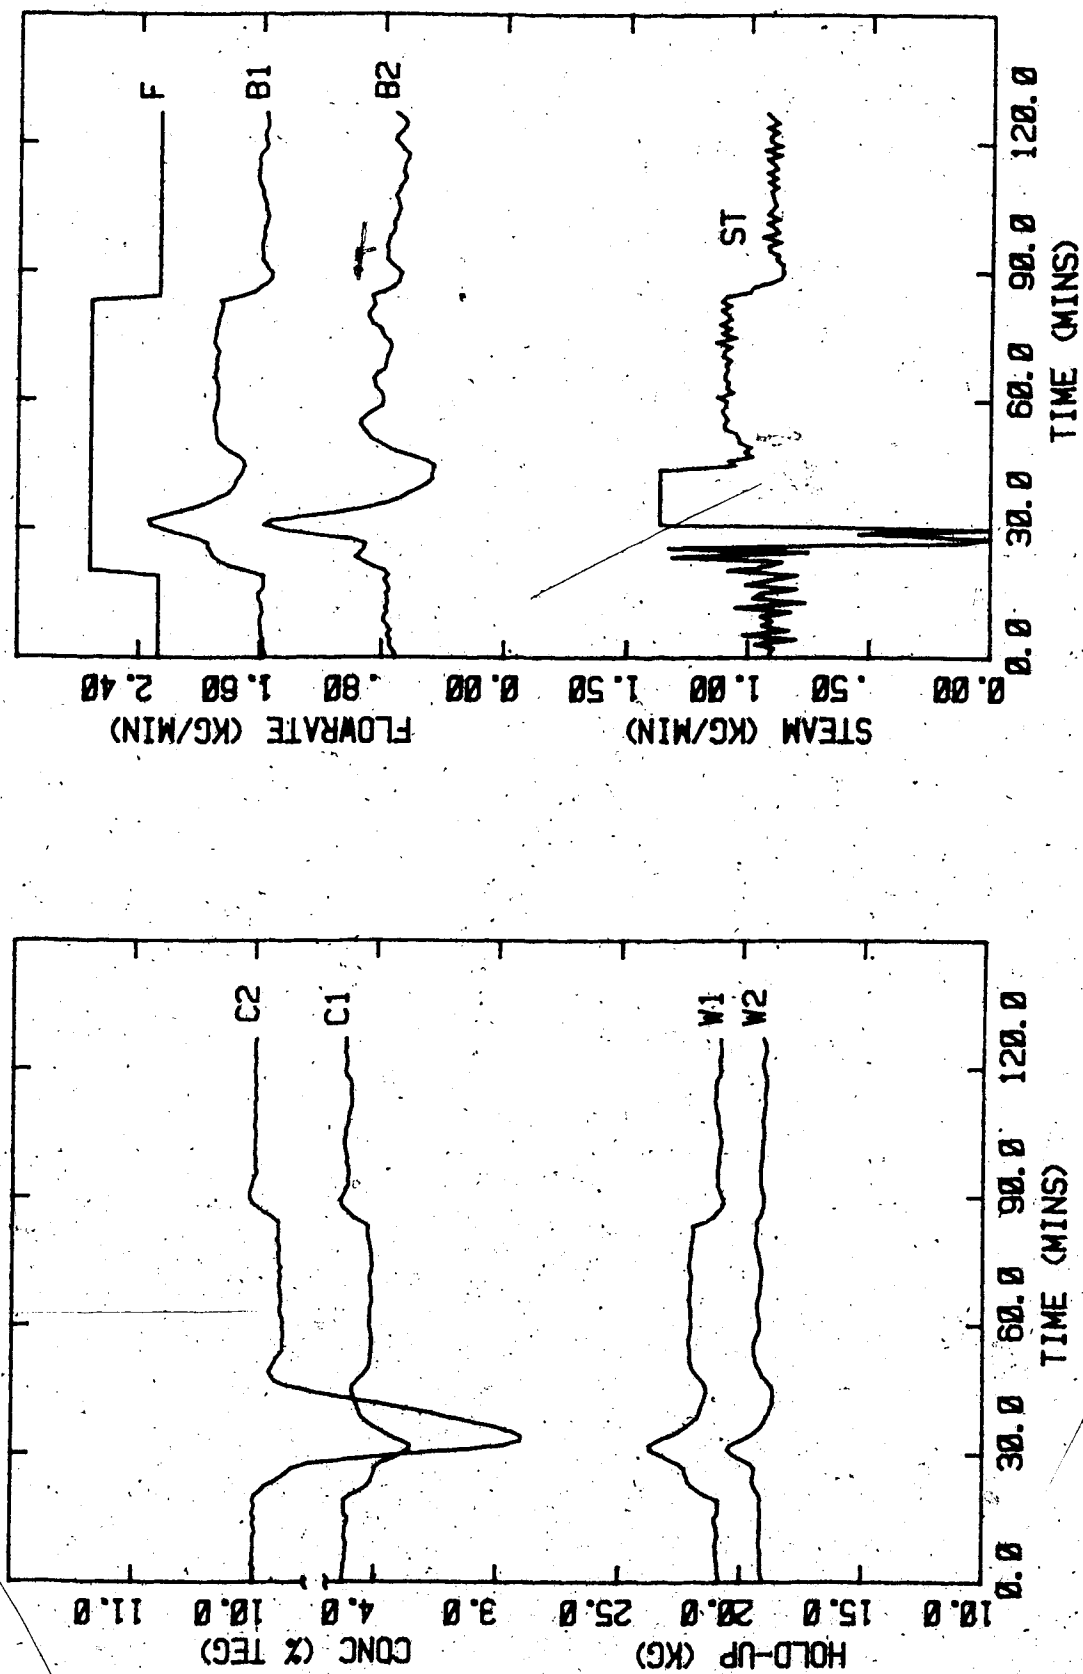 FLOWRATE (KG/MIN)
2.40
1.60
.80
0.00
F
B1
B2
STEAM (KG/MIN)
1.50
1.00
.50
0.00
ST
0.0 30.0 60.0 90.0 120.0
TIME (MINS)
CONC (% TEG)
11.0
10.0
4.0
3.0
C2
C1
HOLD-UP (KG)
25.0
20.0
15.0
10.0
W1
W2
0.0 30.0 60.0 90.0 120.0
TIME (MINS)